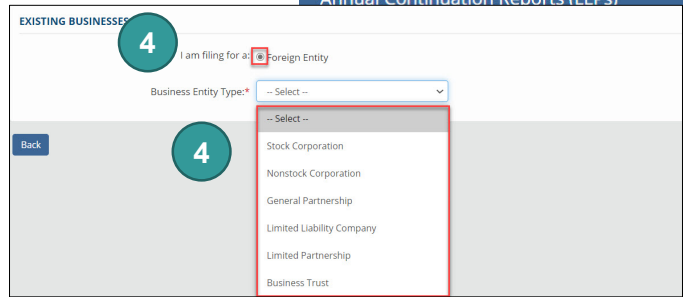 Annual Continuation Reports (LLPs)
EXISTING BUSINESSES
4
I am filing for a: Foreign Entity
Business Entity Type:* -- Select --
-- Select --
Back
4
Stock Corporation
Nonstock Corporation
General Partnership
Limited Liability Company
Limited Partnership
Business Trust